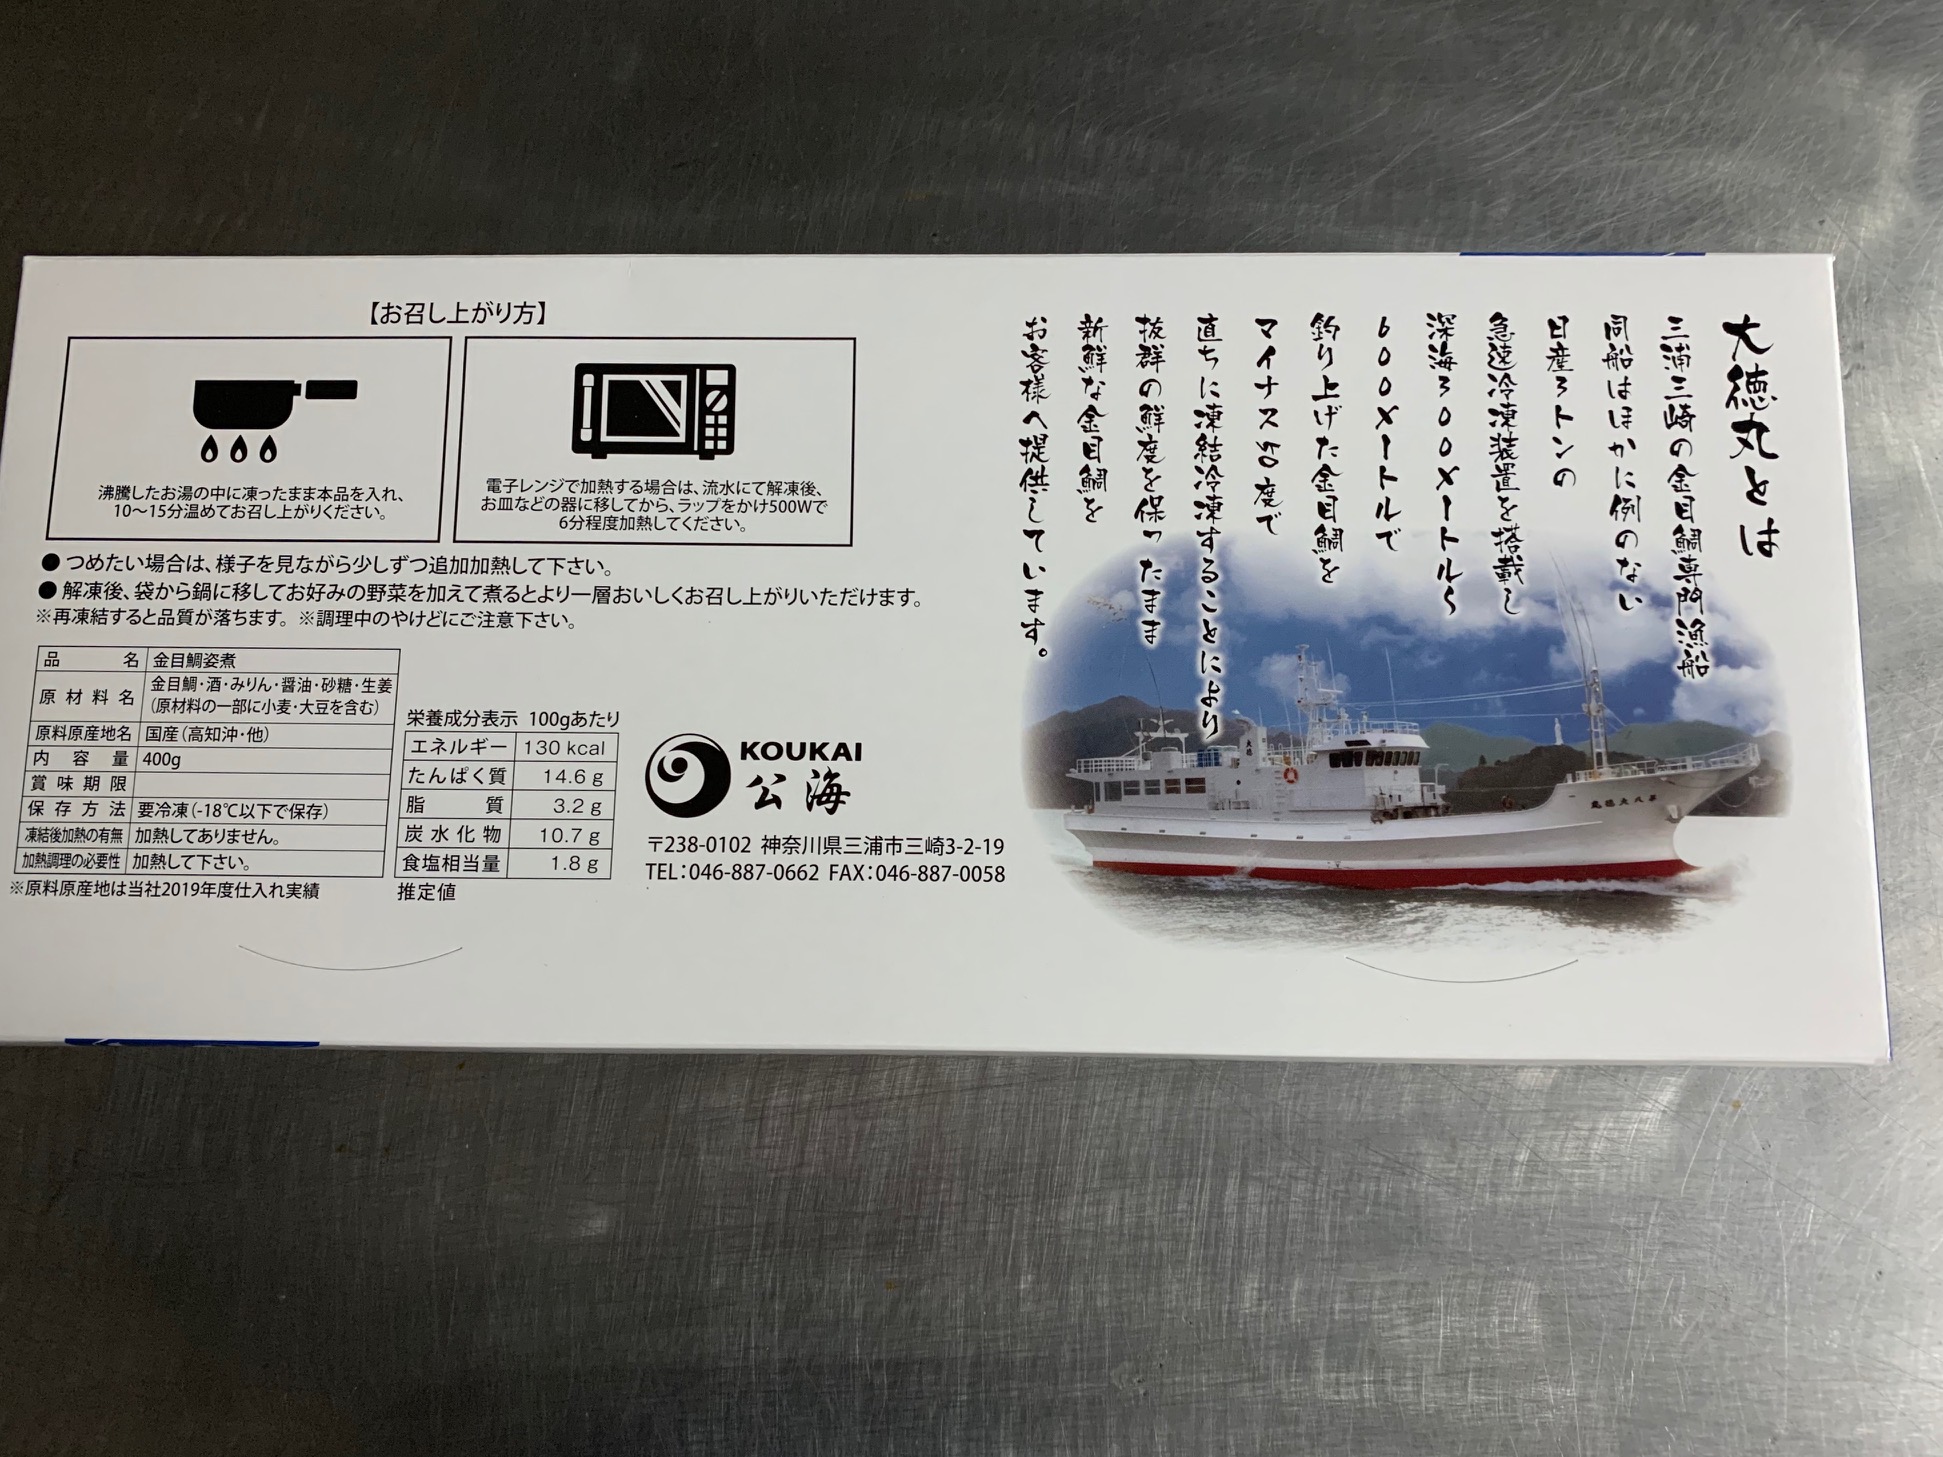 【お召し上がり方】
沸騰したお湯の中に凍ったまま本品を入れ、
10〜15分温めてお召し上がりください。
電子レンジで加熱する場合は、流水にて解凍後、
お皿などの器に移してから、ラップをかけ500Wで
6分程度加熱してください。
● つめたい場合は、様子を見ながら少しずつ追加加熱して下さい。
● 解凍後、袋から鍋に移してお好みの野菜を加えて煮るとより一層おいしくお召し上がりいただけます。
※再凍結すると品質が落ちます。 ※調理中のやけどにご注意下さい。
品名 金目鯛姿煮
原材料名 金目鯛・酒・みりん・醤油・砂糖・生姜
(原材料の一部に小麦・大豆を含む)
原料原産地名 国産(高知沖・他)
内容量 400g
賞味期限
保存方法 要冷凍(-18℃以下で保存)
凍結後加熱の有無 加熱してありません。
加熱調理の必要性 加熱して下さい。
※原料原産地は当社2019年度仕入れ実績
栄養成分表示 100gあたり
エネルギー 130 kcal
たんぱく質 14.6 g
脂質 3.2 g
炭水化物 10.7 g
食塩相当量 1.8 g
推定値
KOUKAI
公海
〒238-0102 神奈川県三浦市三崎3-2-19
TEL:046-887-0662 FAX:046-887-0058
大徳丸とは
三浦三崎の金目鯛専門漁船
同船はほかに例のない
日産3トンの
急速冷凍装置を搭載し
深海300メートル〜
600メートルで
釣り上げた金目鯛を
マイナス50度で
直ちに凍結冷凍することにより
抜群の鮮度を保ったまま
新鮮な金目鯛を
お客様へ提供しています。
丸徳大八第